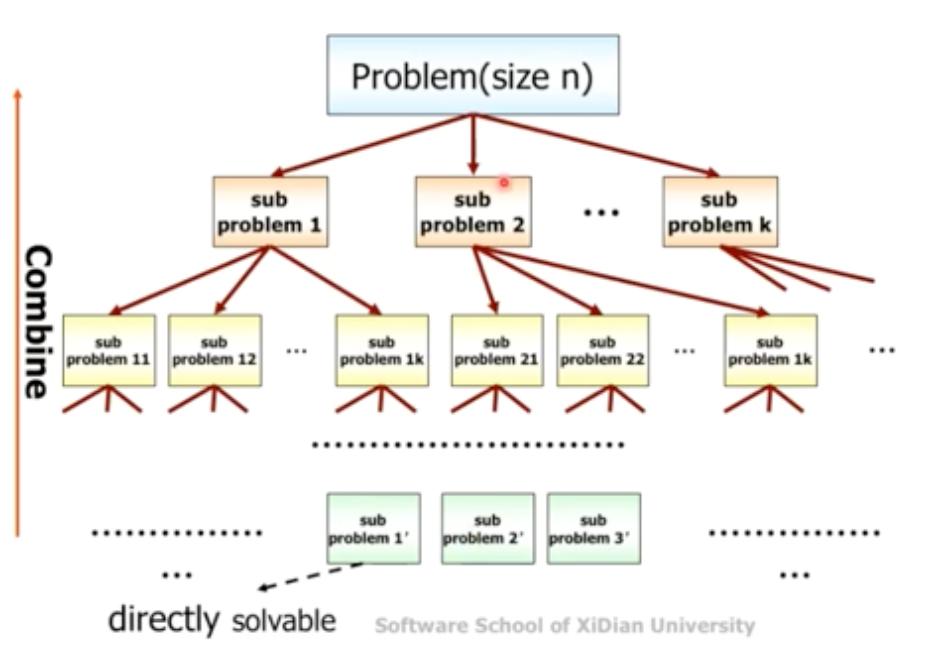 Problem(size n)
sub
problem 1
sub
problem 2
...
sub
problem k
Combine
sub
problem 11
sub
problem 12
...
sub
problem 1k
sub
problem 21
sub
problem 22
...
sub
problem 1k
...
sub
problem 1'
sub
problem 2'
sub
problem 3'
...
...
directly solvable
Software School of XiDian University